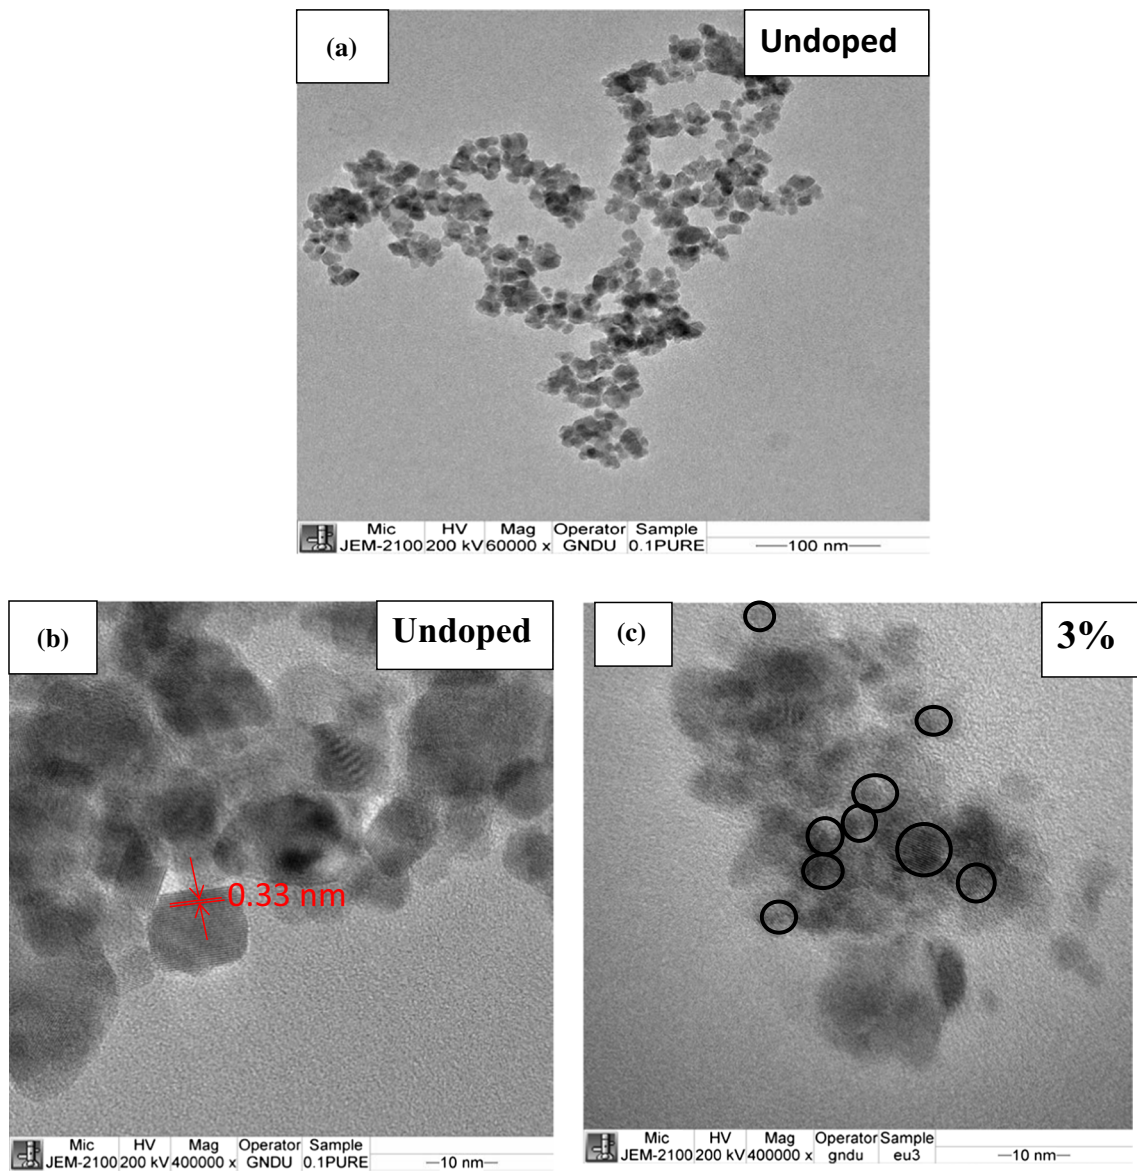 (a)
Undoped
Mic HV Mag Operator Sample
JEM-2100 200 kV 60000 x GNDU 0.1PURE 100 nm
(b)
Undoped
0.33 nm
Mic HV Mag Operator Sample
JEM-2100 200 kV 400000 x GNDU 0.1PURE 10 nm
(c)
3%
Mic HV Mag Operator Sample
JEM-2100 200 kV 400000 x gndu eu3 10 nm